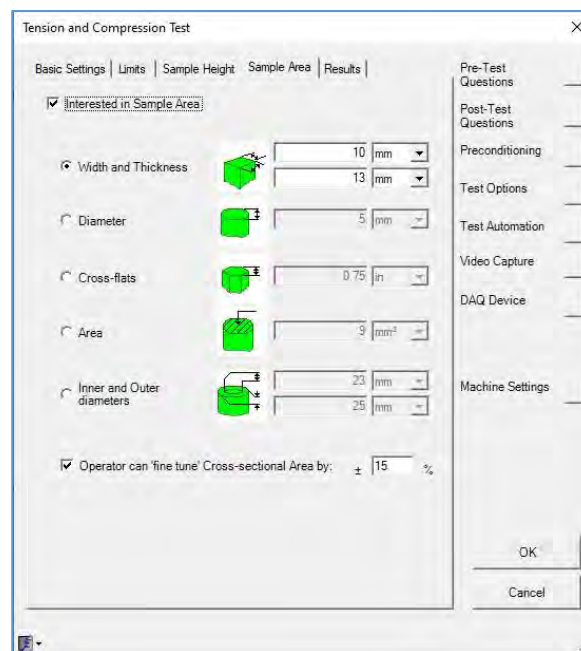 Tension and Compression Test
Basic Settings
Limits
Sample Height
Sample Area
Results
Interested in Sample Area
Width and Thickness
10 mm
13 mm
Diameter
5 mm
Cross-flats
0.75 in
Area
9 mm²
Inner and Outer
diameters
23 mm
25 mm
Operator can 'fine tune' Cross-sectional Area by: ± 15 %
Pre-Test
Questions
Post-Test
Questions
Preconditioning
Test Options
Test Automation
Video Capture
DAQ Device
Machine Settings
OK
Cancel